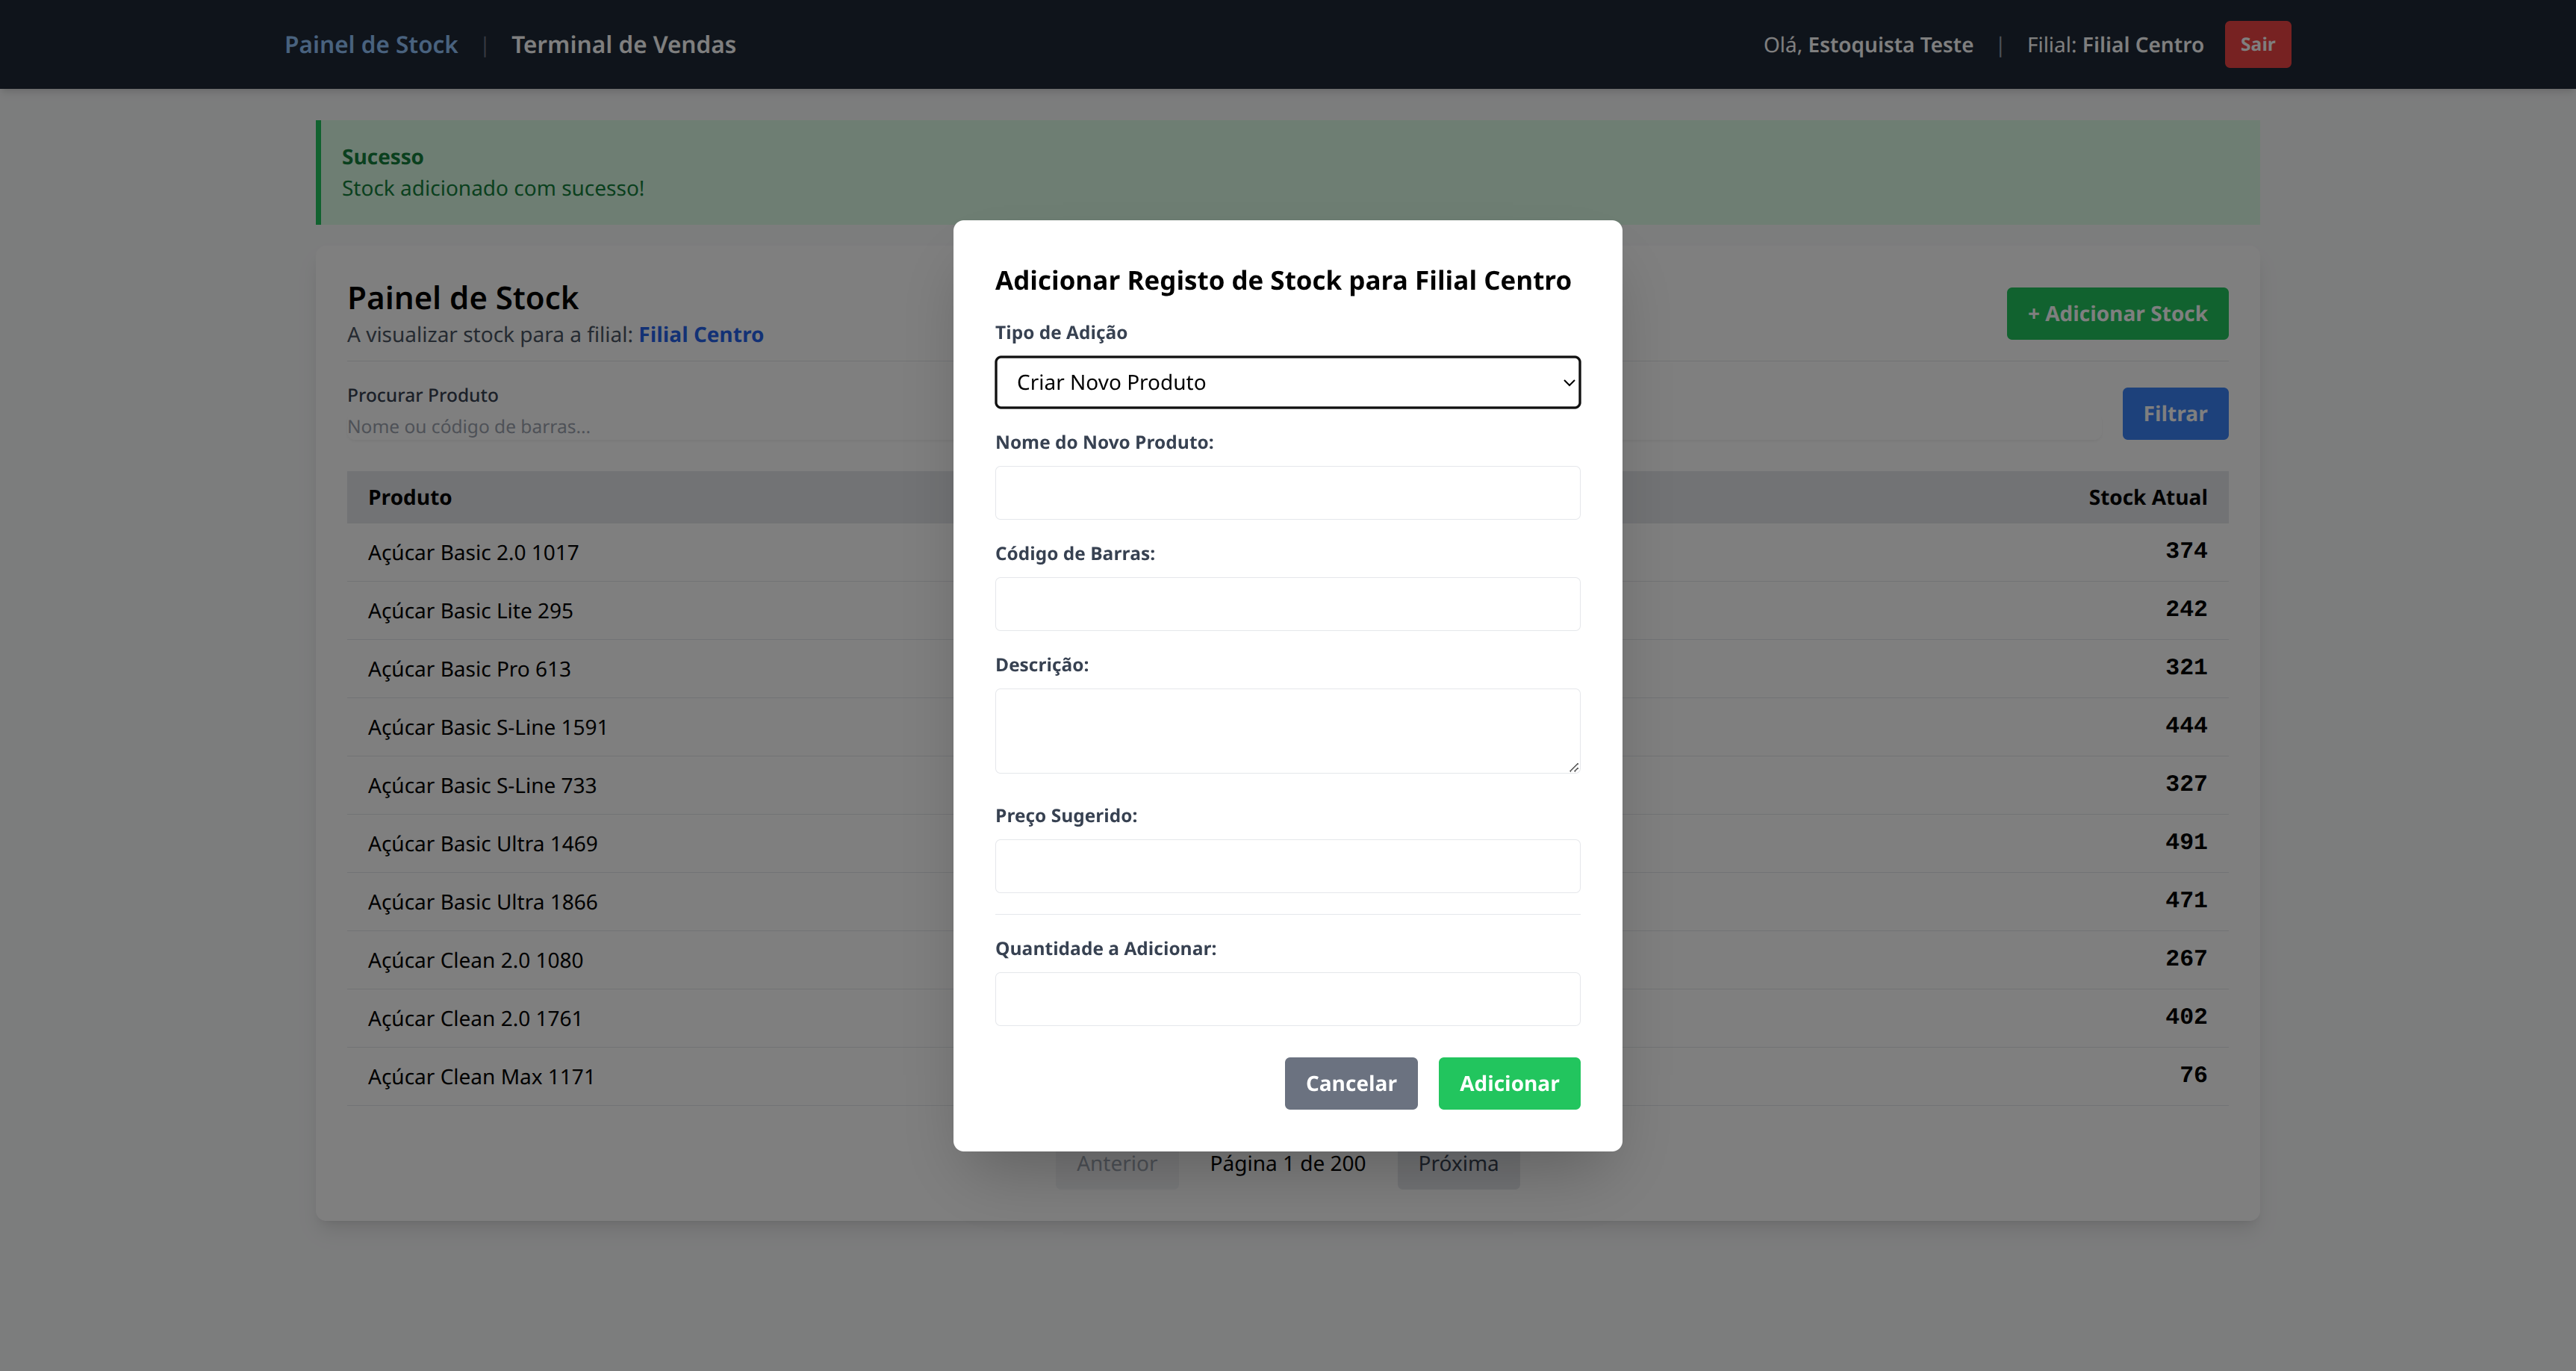 Painel de Stock | Terminal de Vendas
Olá, Estoquista Teste | Filial: Filial Centro Sair
Sucesso
Stock adicionado com sucesso!
Painel de Stock
A visualizar stock para a filial: Filial Centro
+ Adicionar Stock
Procurar Produto
Nome ou código de barras...
Filtrar
Produto Stock Atual
Açúcar Basic 2.0 1017 374
Açúcar Basic Lite 295 242
Açúcar Basic Pro 613 321
Açúcar Basic S-Line 1591 444
Açúcar Basic S-Line 733 327
Açúcar Basic Ultra 1469 491
Açúcar Basic Ultra 1866 471
Açúcar Clean 2.0 1080 267
Açúcar Clean 2.0 1761 402
Açúcar Clean Max 1171 76
Anterior Página 1 de 200 Próxima
Adicionar Registo de Stock para Filial Centro
Tipo de Adição
Criar Novo Produto
Nome do Novo Produto:
Código de Barras:
Descrição:
Preço Sugerido:
Quantidade a Adicionar:
Cancelar Adicionar